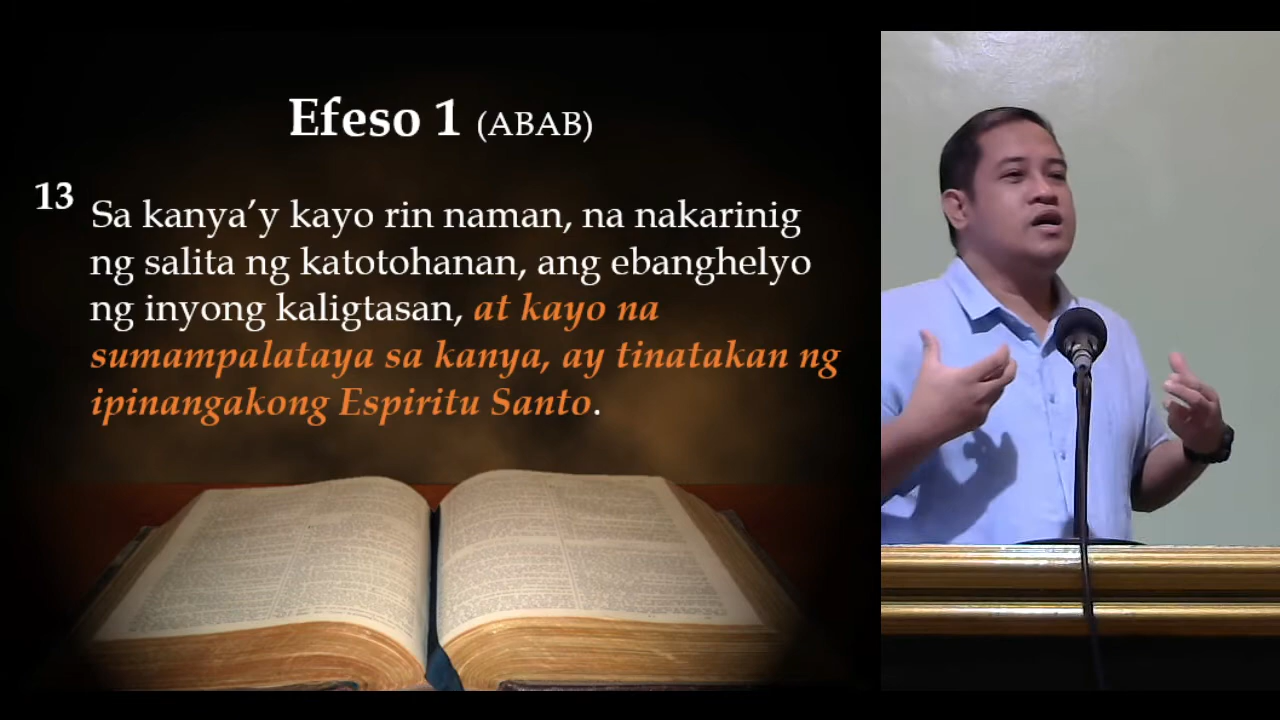 Efeso 1 (ABAB)
13 Sa kanya’y kayo rin naman, na nakarinig
ng salita ng katotohanan, ang ebanghelyo
ng inyong kaligtasan, at kayo na
sumampalataya sa kanya, ay tinatakan ng
ipinangakong Espiritu Santo.